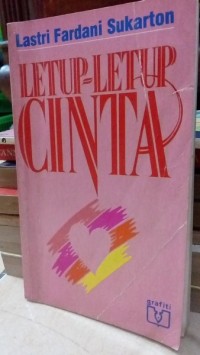 Lastri Fardani Sukarton
LETUP-LETUP
CINTA
grafiti